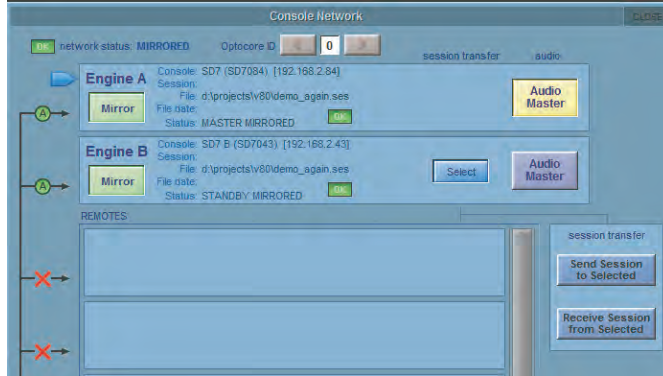 Console Network
CLOSE
OK network status: MIRRORED Optocore ID < 0 >
session transfer audio
Engine A
Console: SD7 (SD7084) [192.168.2.84]
Session:
File: d:\projects\v80\demo_again.ses
File date:
Status: MASTER MIRRORED OK
Mirror
Audio
Master
A
Engine B
Console: SD7 B (SD7043) [192.168.2.43]
Session:
File: d:\projects\v80\demo_again.ses
File date:
Status: STANDBY MIRRORED OK
Mirror
Select
Audio
Master
A
REMOTES
session transfer
Send Session
to Selected
Receive Session
from Selected